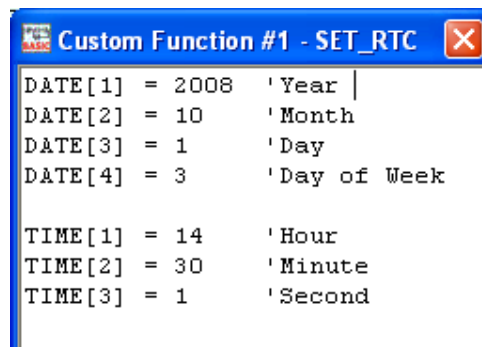 Custom Function #1 - SET_RTC
DATE[1] = 2008 'Year
DATE[2] = 10 'Month
DATE[3] = 1 'Day
DATE[4] = 3 'Day of Week
TIME[1] = 14 'Hour
TIME[2] = 30 'Minute
TIME[3] = 1 'Second